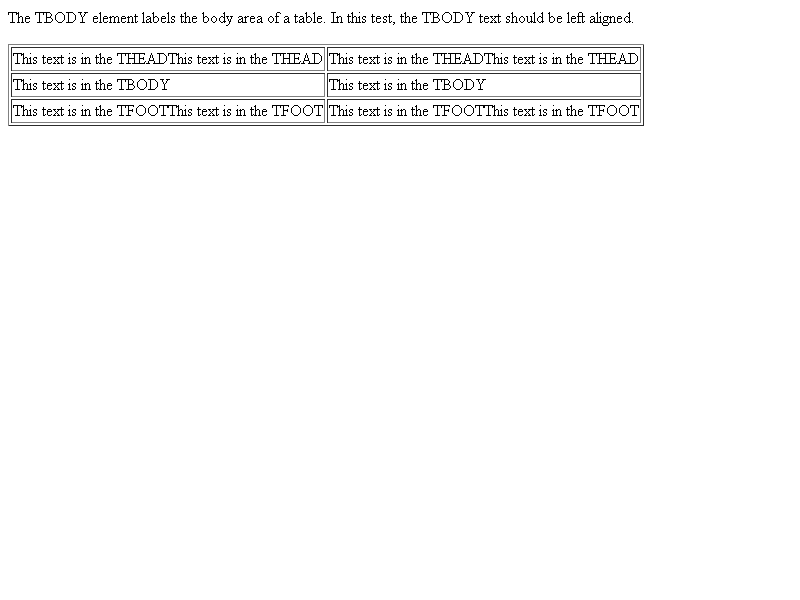 The TBODY element labels the body area of a table. In this test, the TBODY text should be left aligned.
This text is in the THEADThis text is in the THEAD This text is in the THEADThis text is in the THEAD
This text is in the TBODY This text is in the TBODY
This text is in the TFOOTThis text is in the TFOOT This text is in the TFOOTThis text is in the TFOOT